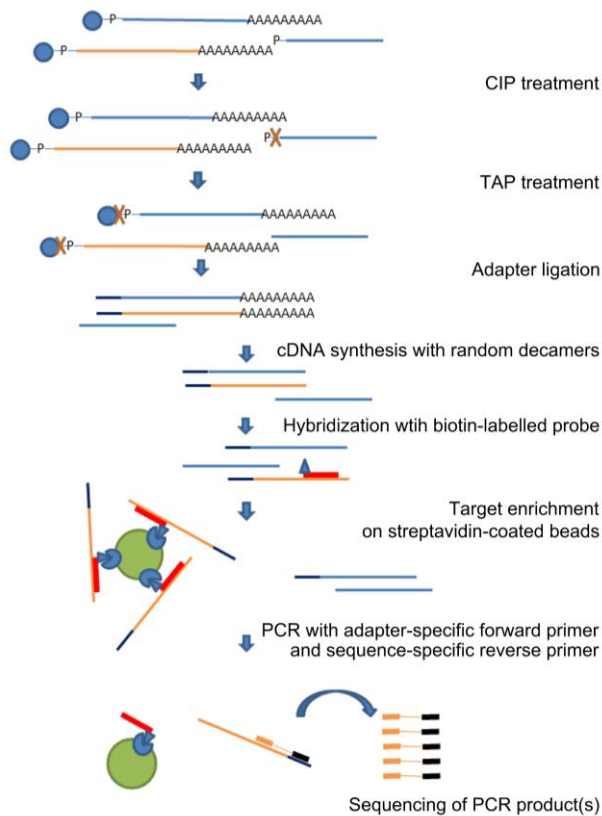 P AAAAAAAAA
P AAAAAAAAA P
CIP treatment
P AAAAAAAAA
P AAAAAAAAA P X
TAP treatment
X P AAAAAAAAA
X P AAAAAAAAA
Adapter ligation
AAAAAAAAA
AAAAAAAAA
cDNA synthesis with random decamers
Hybridization wtih biotin-labelled probe
Target enrichment
on streptavidin-coated beads
PCR with adapter-specific forward primer
and sequence-specific reverse primer
Sequencing of PCR product(s)